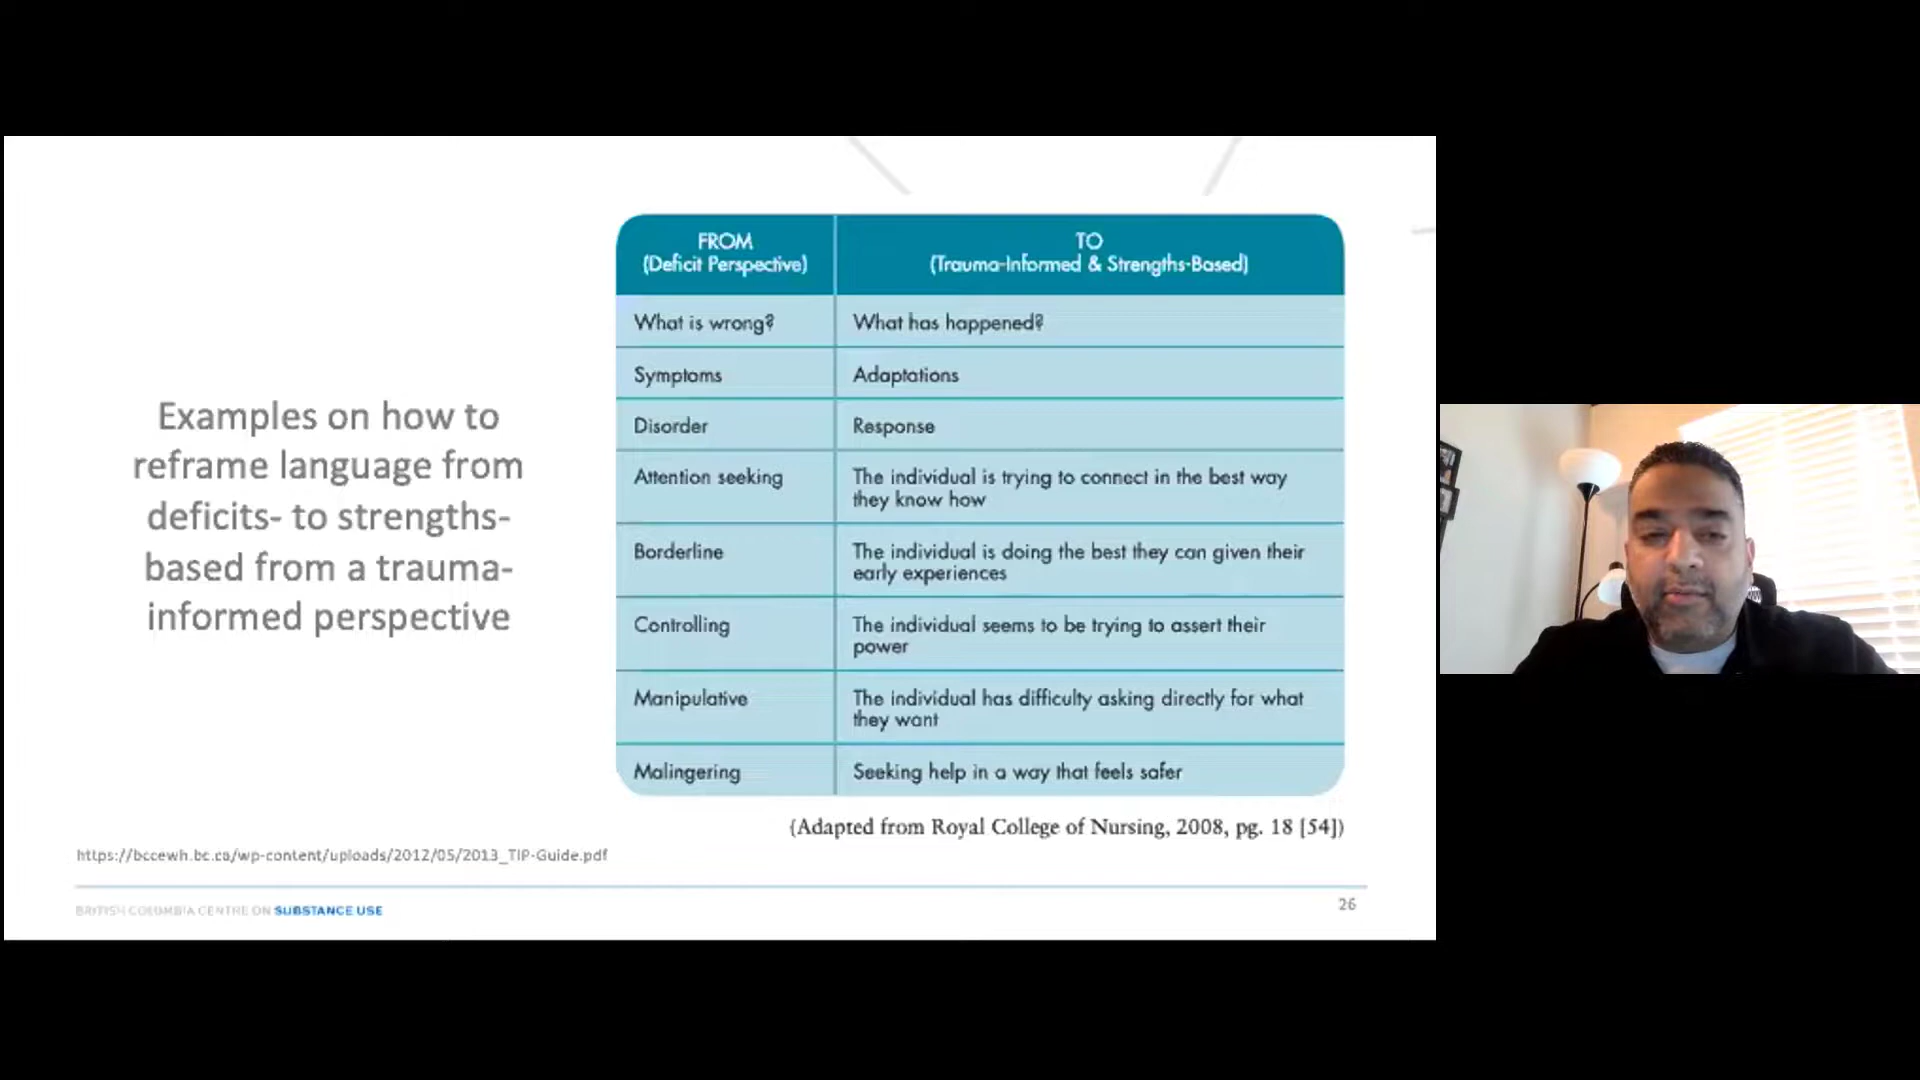 Examples on how to
reframe language from
deficits- to strengths-
based from a trauma-
informed perspective
FROM
(Deficit Perspective)
TO
(Trauma-Informed & Strengths-Based)
What is wrong?
What has happened?
Symptoms
Adaptations
Disorder
Response
Attention seeking
The individual is trying to connect in the best way
they know how
Borderline
The individual is doing the best they can given their
early experiences
Controlling
The individual seems to be trying to assert their
power
Manipulative
The individual has difficulty asking directly for what
they want
Malingering
Seeking help in a way that feels safer
(Adapted from Royal College of Nursing, 2008, pg. 18 [54])
https://bccewh.bc.ca/wp-content/uploads/2012/05/2013_TIP-Guide.pdf
BRITISH COLUMBIA CENTRE ON SUBSTANCE USE
26